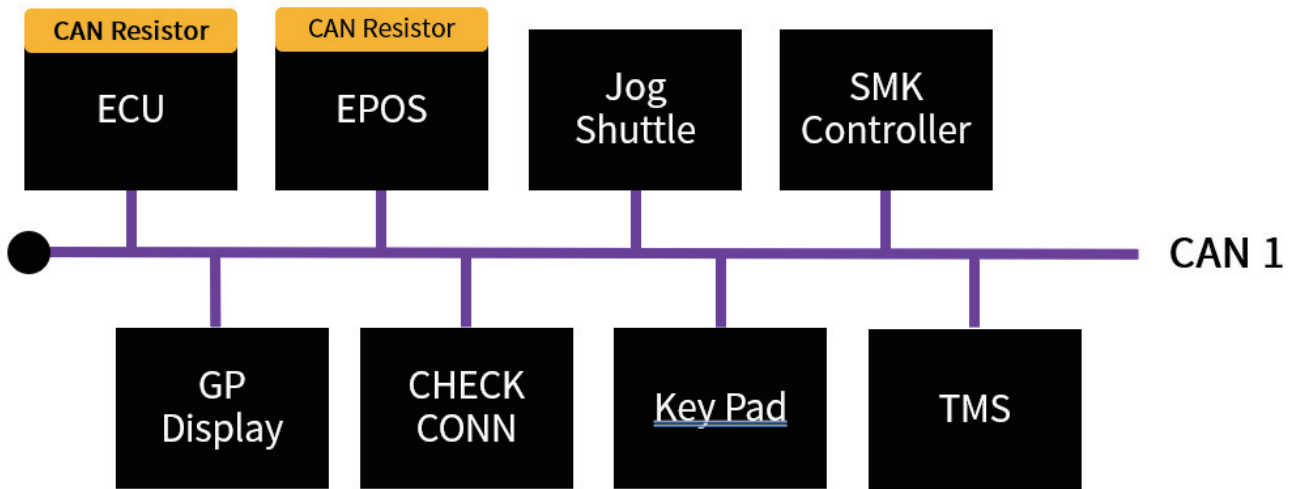 CAN Resistor
CAN Resistor
ECU
EPOS
Jog
Shuttle
SMK
Controller
CAN 1
GP
Display
CHECK
CONN
Key Pad
TMS